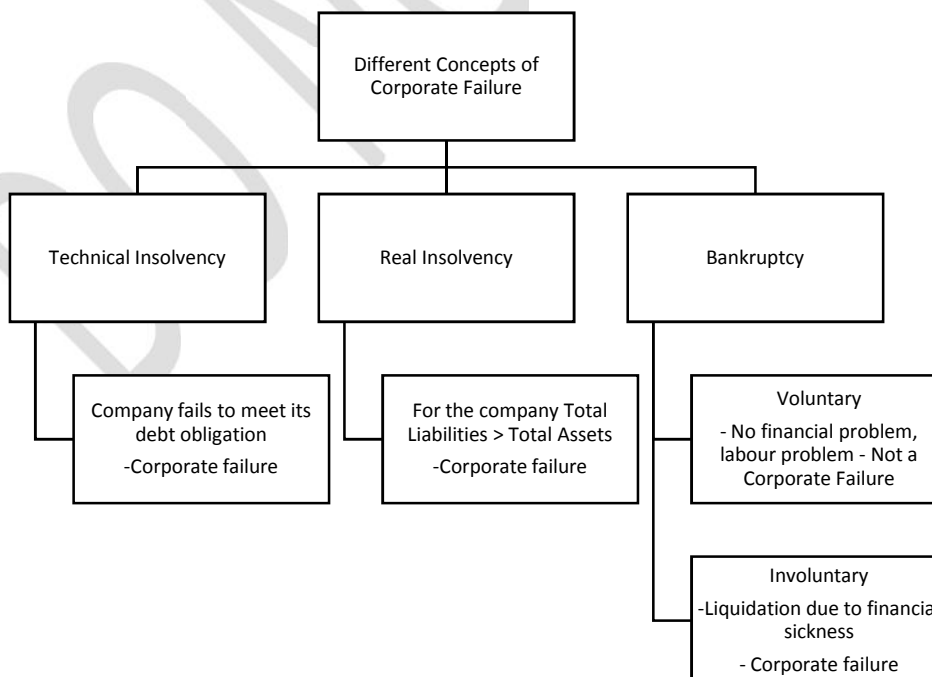 Different Concepts of
Corporate Failure
Technical Insolvency
Real Insolvency
Bankruptcy
Company fails to meet its
debt obligation
-Corporate failure
For the company Total
Liabilities > Total Assets
-Corporate failure
Voluntary
- No financial problem,
labour problem - Not a
Corporate Failure
Involuntary
-Liquidation due to financia
sickness
- Corporate failure